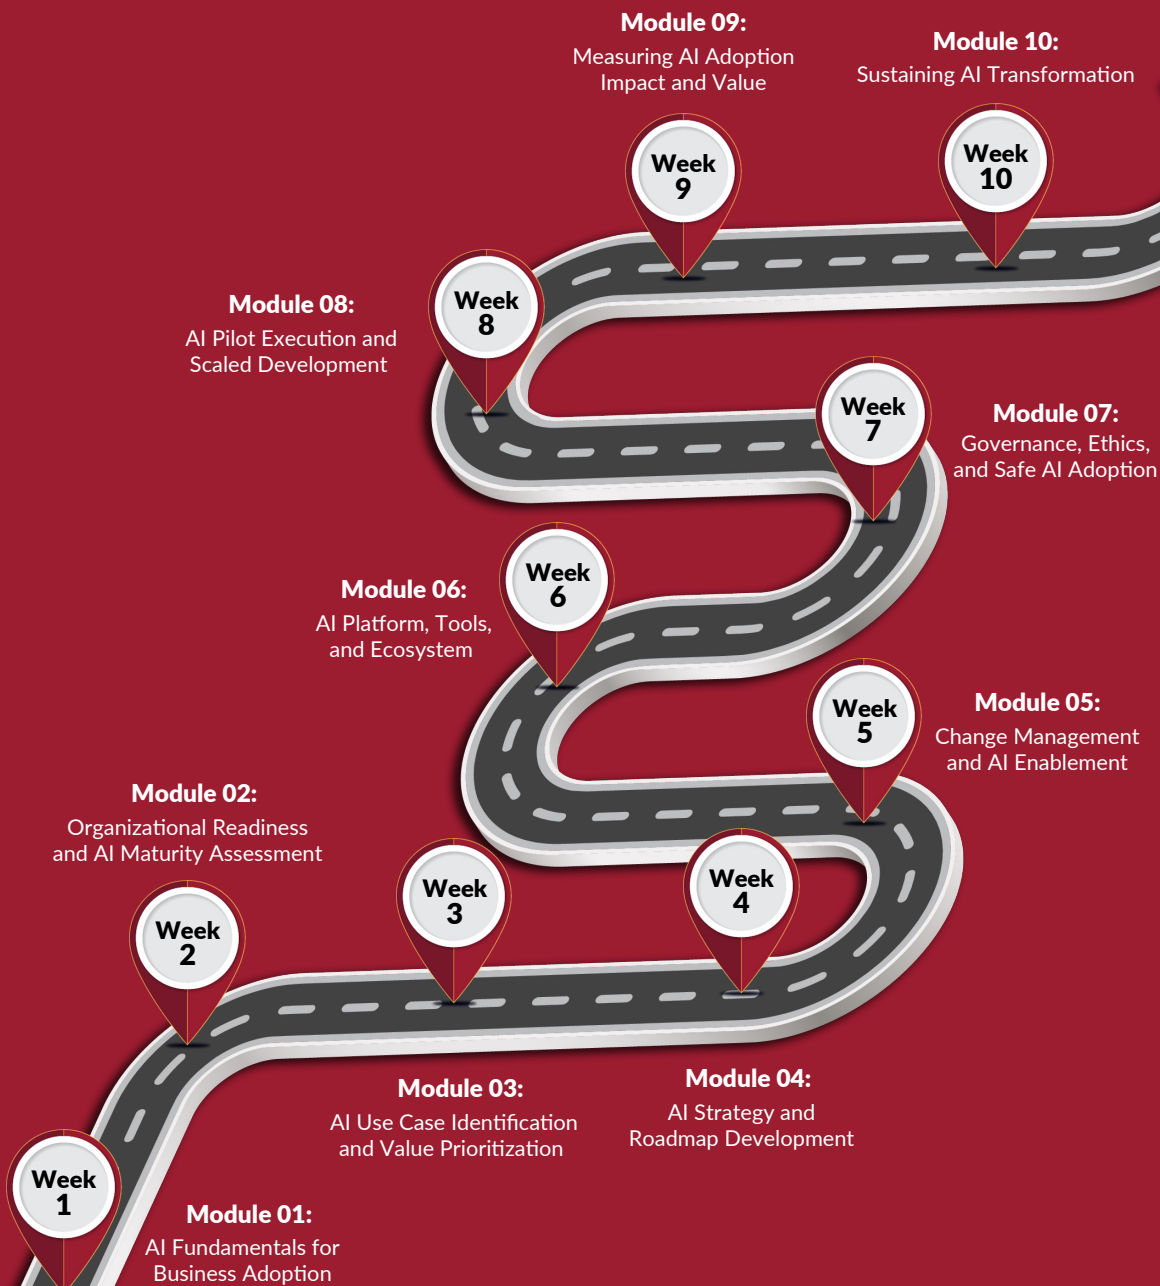 Module 09:
Measuring AI Adoption
Impact and Value
Module 10:
Sustaining AI Transformation
Week
9
Week
10
Module 08:
AI Pilot Execution and
Scaled Development
Week
8
Week
7
Module 07:
Governance, Ethics,
and Safe AI Adoption
Module 06:
AI Platform, Tools,
and Ecosystem
Week
6
Week
5
Module 05:
Change Management
and AI Enablement
Module 02:
Organizational Readiness
and AI Maturity Assessment
Week
2
Week
3
Week
4
Module 03:
AI Use Case Identification
and Value Prioritization
Module 04:
AI Strategy and
Roadmap Development
Week
1
Module 01:
AI Fundamentals for
Business Adoption